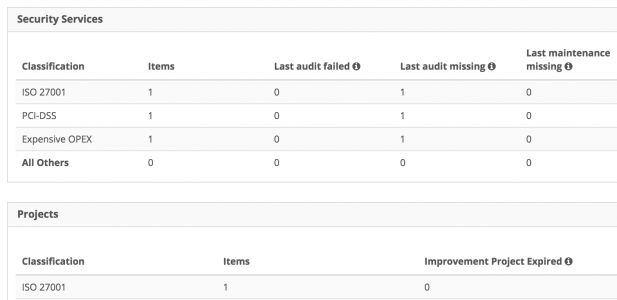 Security Services
Last maintenance
Classification Items Last audit failed Last audit missing missing
ISO 27001 1 0 1 0
PCI-DSS 1 0 1 0
Expensive OPEX 1 0 1 0
All Others 0 0 0 0
Projects
Classification Items Improvement Project Expired
ISO 27001 1 0